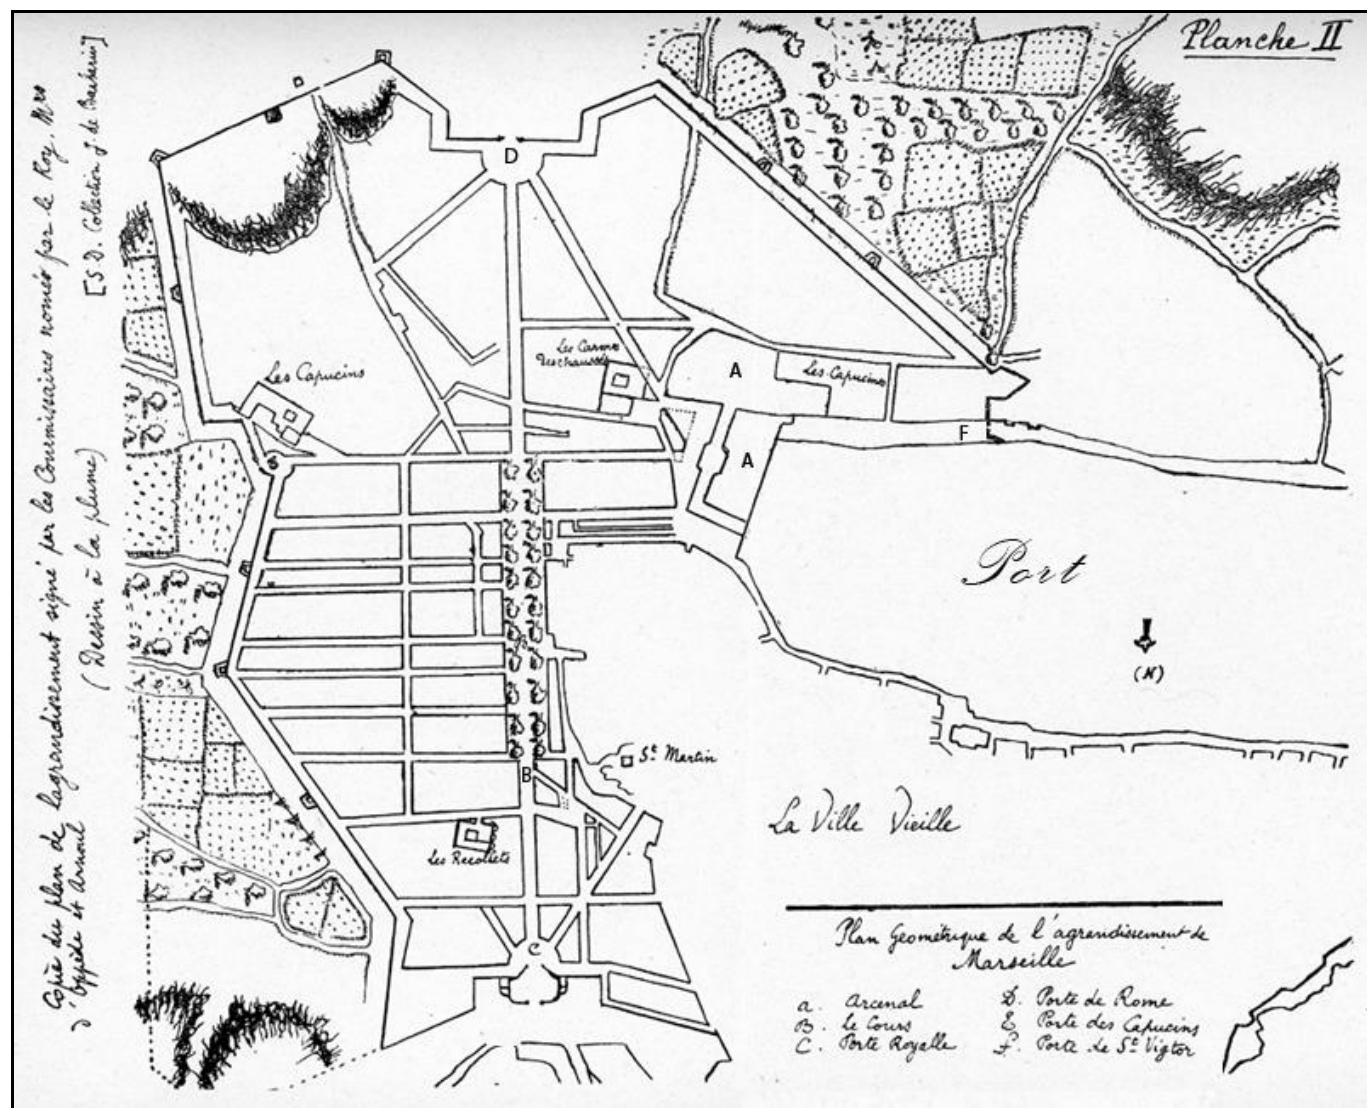 Planche II
Copie du plan de l'agrandissement signé par les Commissaires només par le Roy. Mrs
d'Oppède et Arnoul (Dessin à la plume)
[S.D. Collection J. de
D
Les Capucins
Les Carmes
Deschaussés
A
Les Capucins
F
A
Port
(N)
B
St Martin
La Ville Vieille
Les Recollets
C
Plan Geométrique de l'agrandissement de
Marseille
a. Arcenal
B. Le Cours
C. Porte Royalle
D. Porte de Rome
E Porte des Capucins
f. Porte de St Victor